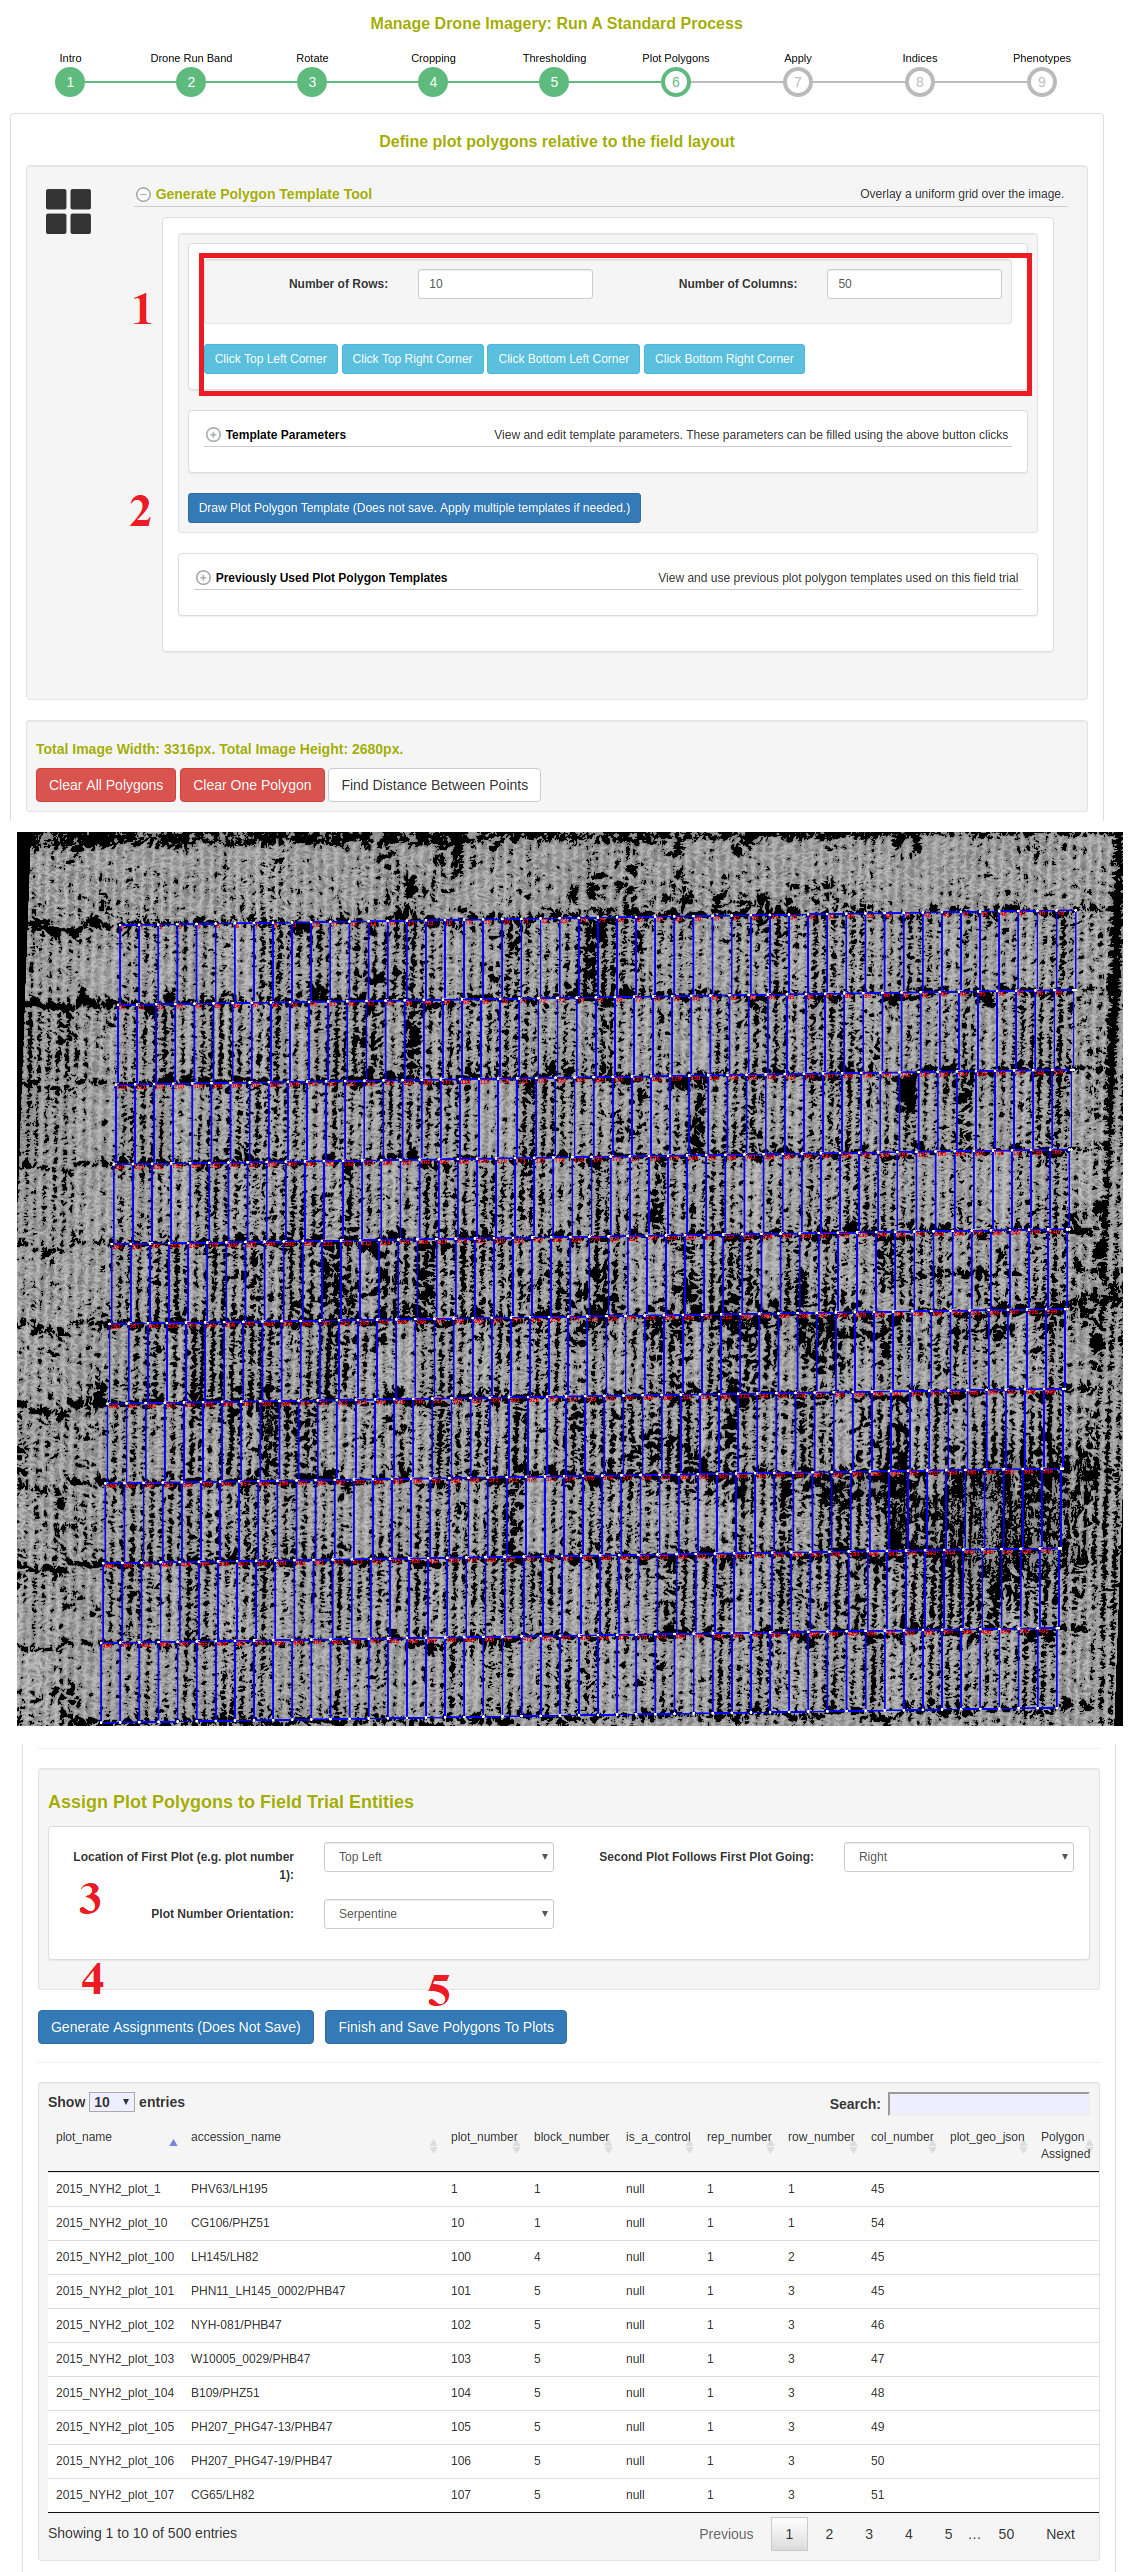 Manage Drone Imagery: Run A Standard Process
Intro Drone Run Band Rotate Cropping Thresholding Plot Polygons Apply Indices Phenotypes
1 2 3 4 5 6 7 8 9
Define plot polygons relative to the field layout
Generate Polygon Template Tool Overlay a uniform grid over the image.
Number of Rows: 10 Number of Columns: 50
1
Click Top Left Corner Click Top Right Corner Click Bottom Left Corner Click Bottom Right Corner
Template Parameters View and edit template parameters. These parameters can be filled using the above button clicks
2
Draw Plot Polygon Template (Does not save. Apply multiple templates if needed.)
Previously Used Plot Polygon Templates View and use previous plot polygon templates used on this field trial
Total Image Width: 3316px. Total Image Height: 2680px.
Clear All Polygons Clear One Polygon Find Distance Between Points
Assign Plot Polygons to Field Trial Entities
Location of First Plot (e.g. plot number 1): Top Left Second Plot Follows First Plot Going: Right
3
Plot Number Orientation: Serpentine
4
5
Generate Assignments (Does Not Save) Finish and Save Polygons To Plots
Show 10 entries Search:
plot_name accession_name plot_number block_number is_a_control rep_number row_number col_number plot_geo_json Polygon Assigned
2015_NYH2_plot_1 PHV63/LH195 1 1 null 1 1 45
2015_NYH2_plot_10 CG106/PHZ51 10 1 null 1 1 54
2015_NYH2_plot_100 LH145/LH82 100 4 null 1 2 45
2015_NYH2_plot_101 PHN11_LH145_0002/PHB47 101 5 null 1 3 45
2015_NYH2_plot_102 NYH-081/PHB47 102 5 null 1 3 46
2015_NYH2_plot_103 W10005_0029/PHB47 103 5 null 1 3 47
2015_NYH2_plot_104 B109/PHZ51 104 5 null 1 3 48
2015_NYH2_plot_105 PH207_PHG47-13/PHB47 105 5 null 1 3 49
2015_NYH2_plot_106 PH207_PHG47-19/PHB47 106 5 null 1 3 50
2015_NYH2_plot_107 CG65/LH82 107 5 null 1 3 51
Showing 1 to 10 of 500 entries Previous 1 2 3 4 5 … 50 Next